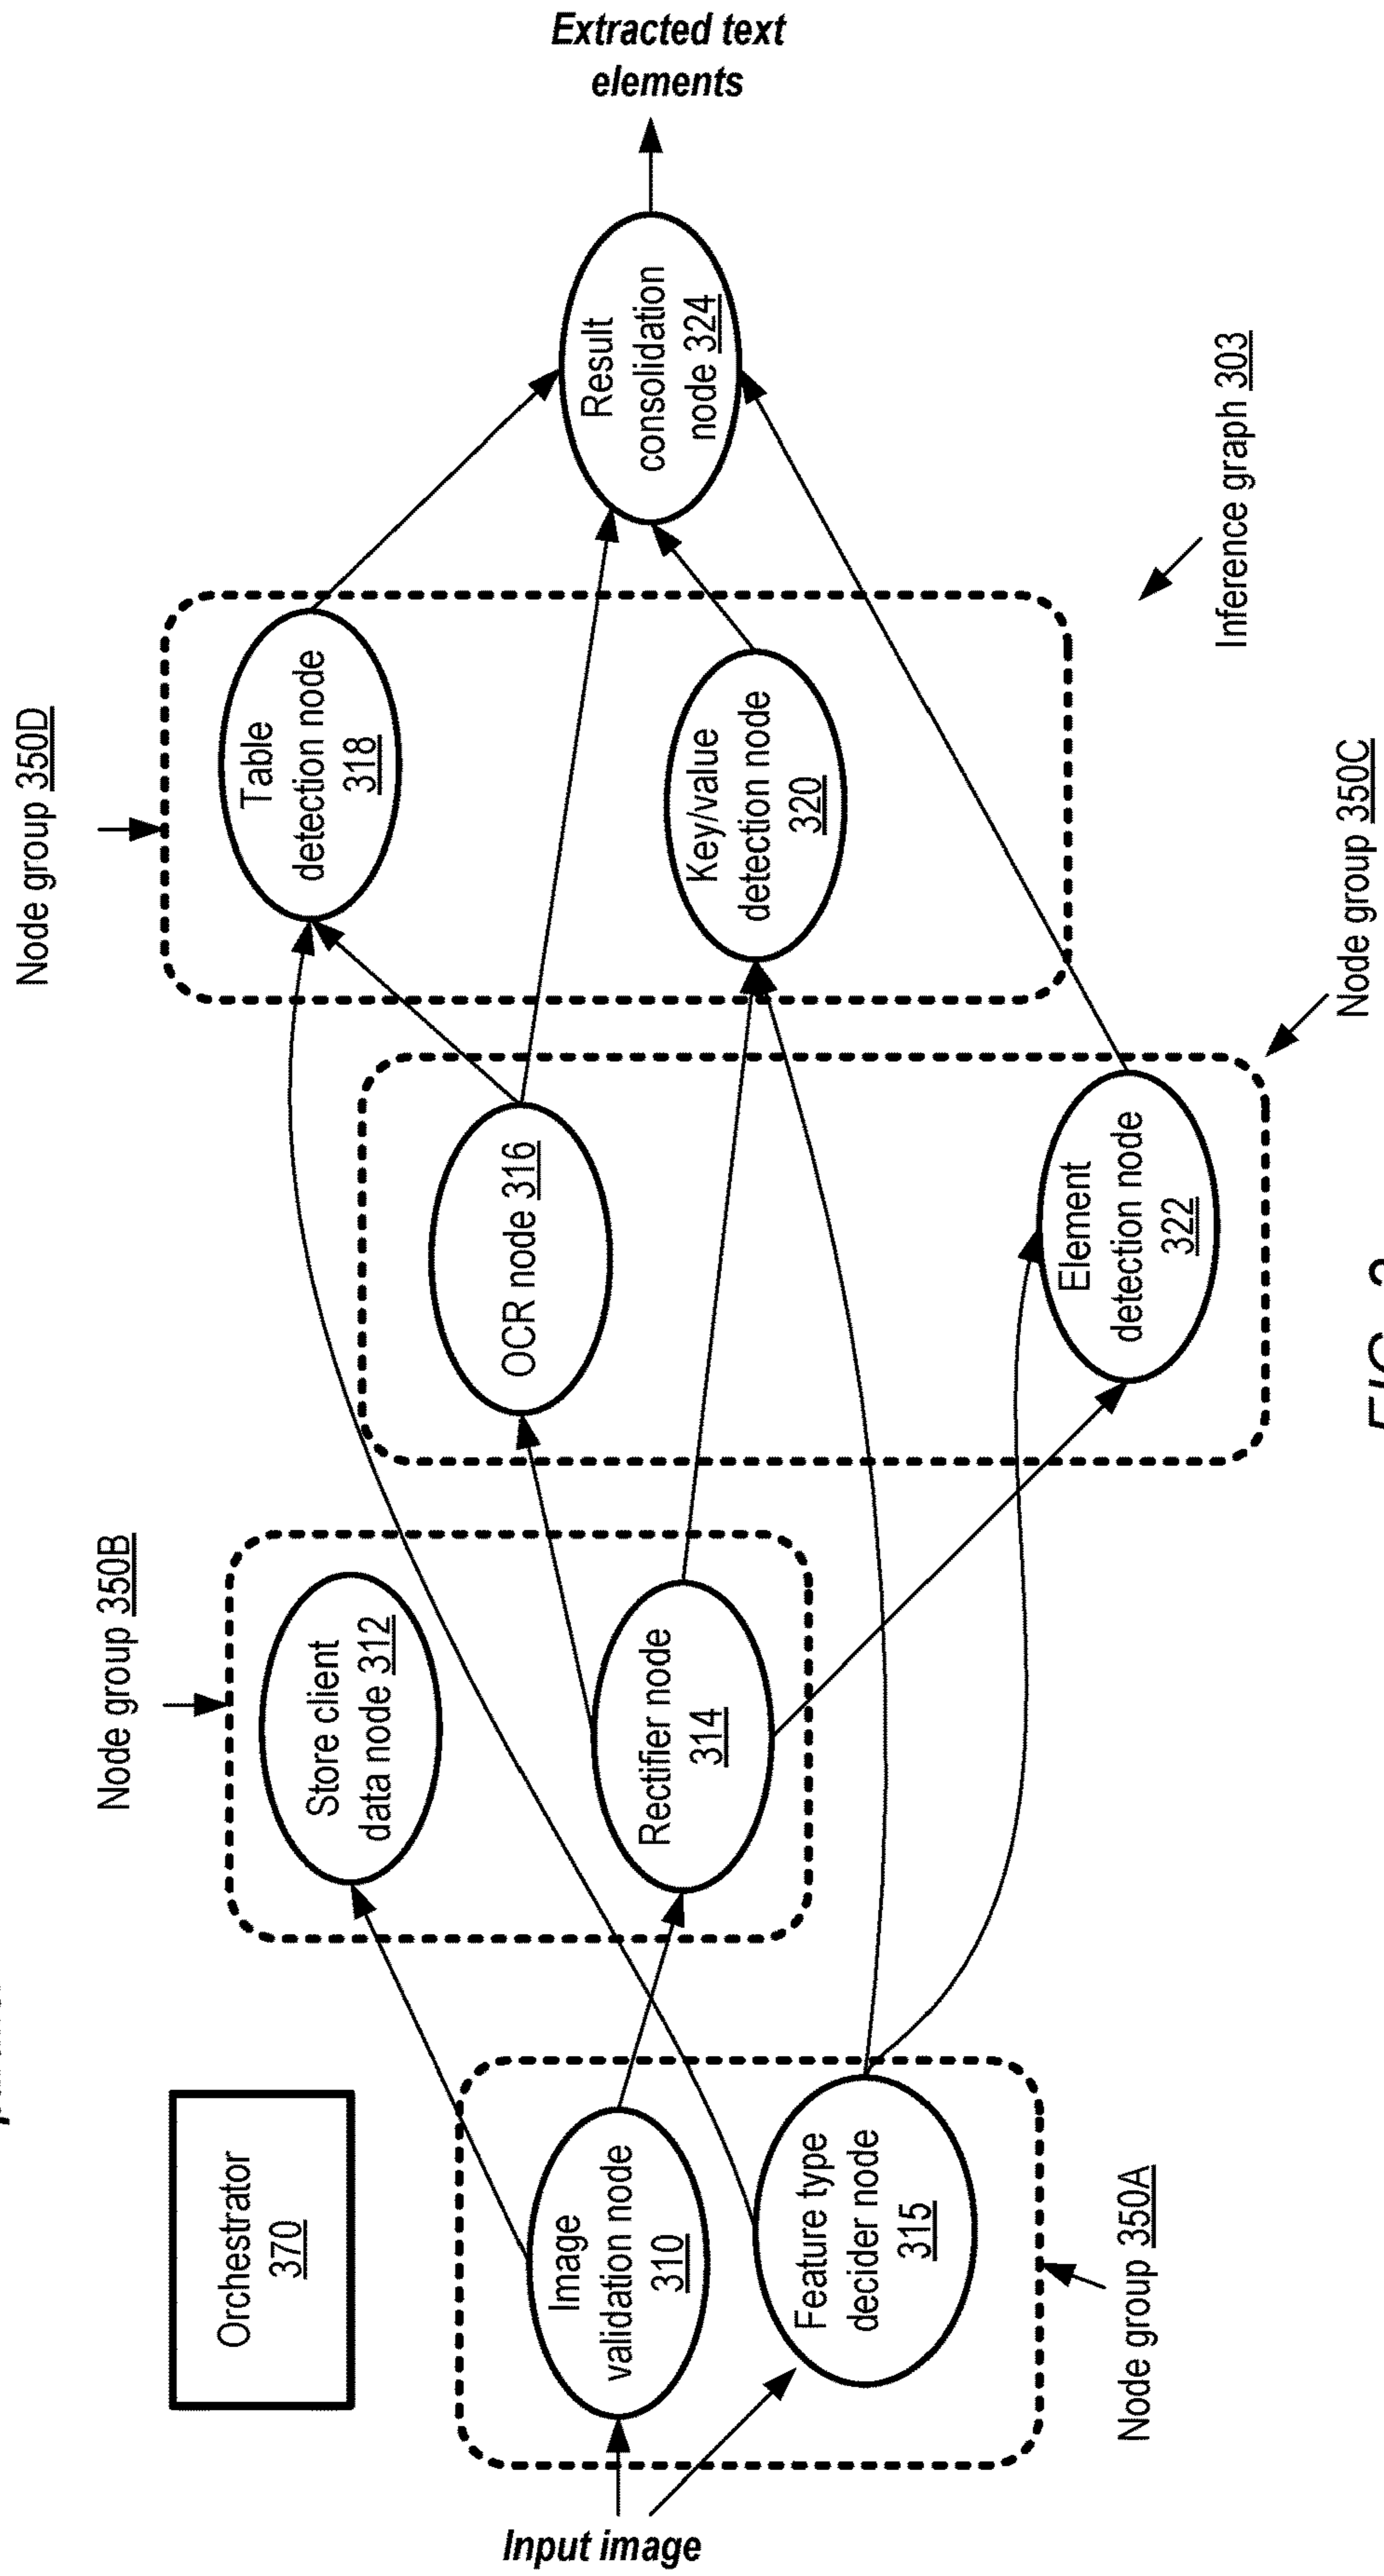 Extracted text
elements
Node group 350D
Table
detection node
318
Result
consolidation
node 324
Key/value
detection node
320
Inference graph 303
Node group 350C
OCR node 316
Element
detection node
322
Node group 350B
Store client
data node 312
Rectifier node
314
Orchestrator
370
Image
validation node
310
Feature type
decider node
315
Node group 350A
Input image